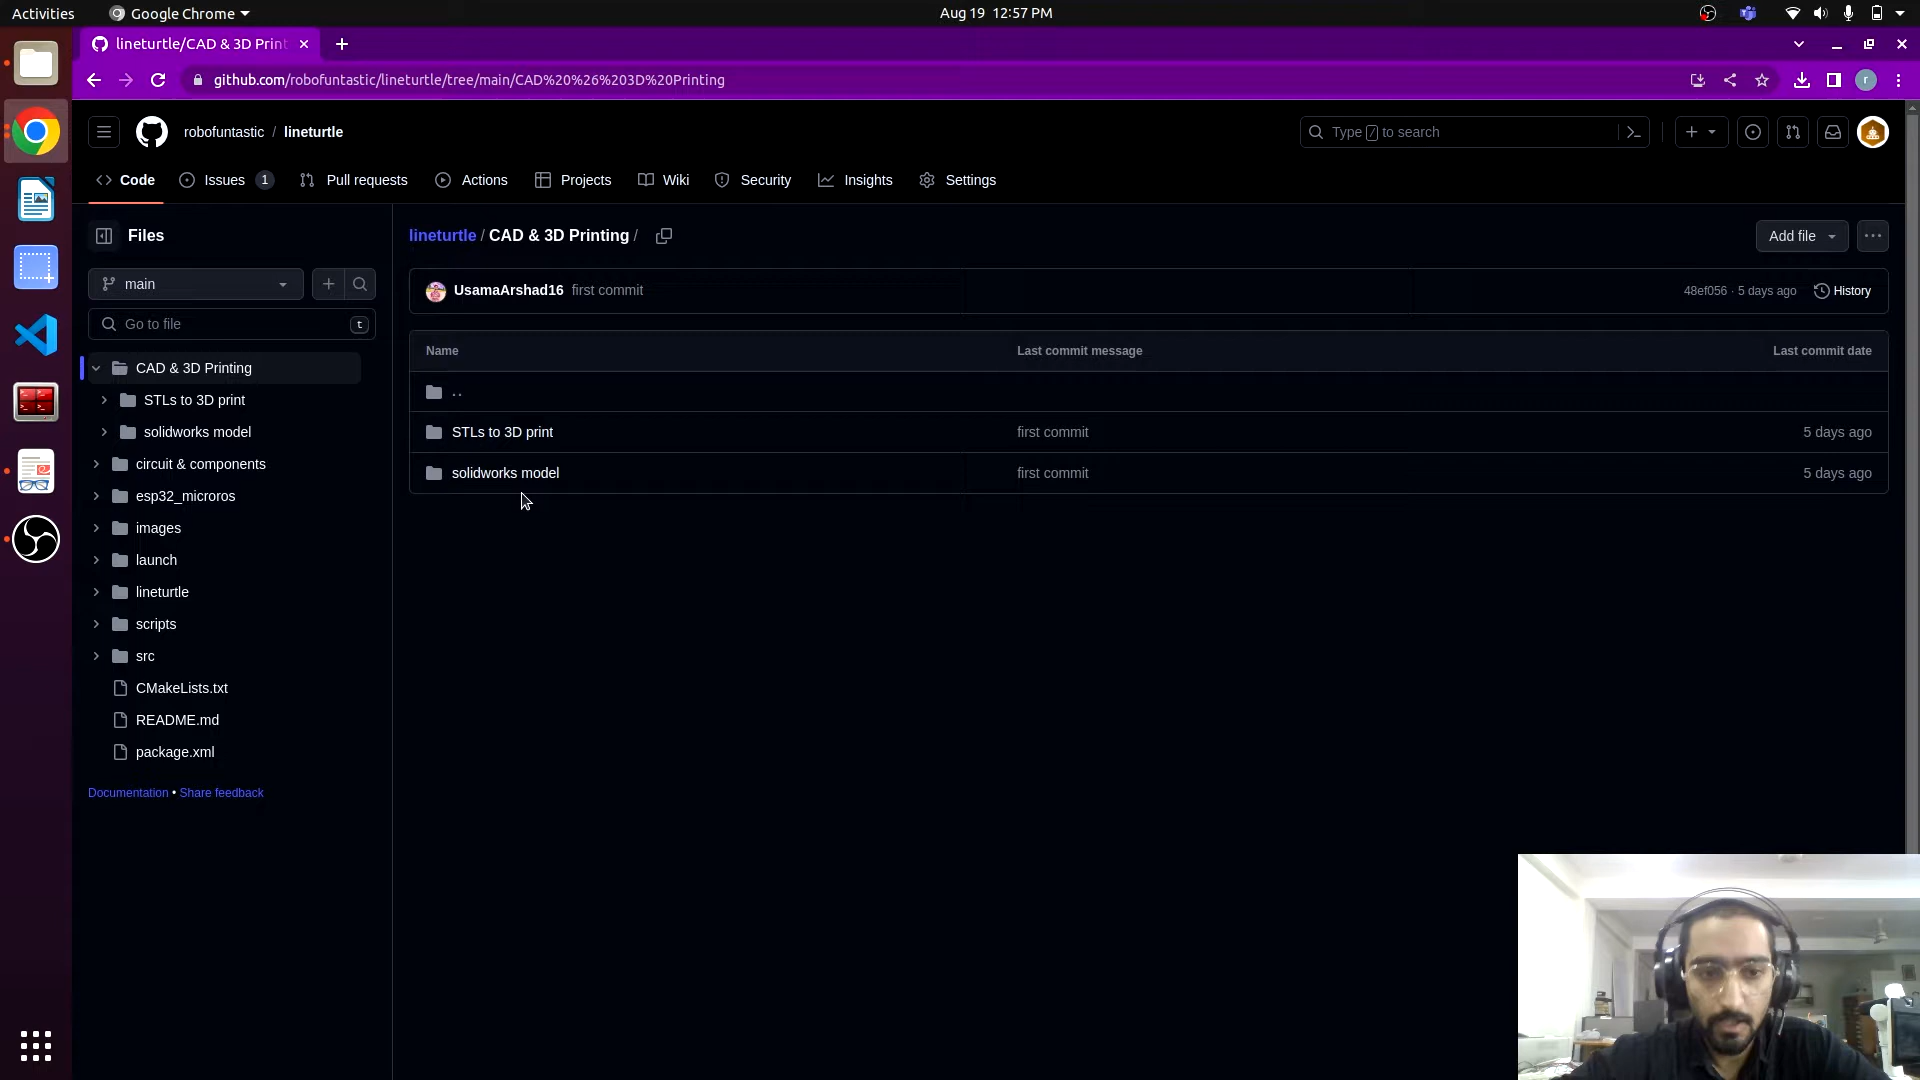 Activities
Google Chrome
Aug 19 12:57 PM
lineturtle/CAD & 3D Print
github.com/robofuntastic/lineturtle/tree/main/CAD%20%26%203D%20Printing
r
robofuntastic / lineturtle
Type / to search
Code
Issues 1
Pull requests
Actions
Projects
Wiki
Security
Insights
Settings
Files
lineturtle / CAD & 3D Printing /
Add file
main
UsamaArshad16 first commit
48ef056 · 5 days ago
History
Go to file
t
Name
Last commit message
Last commit date
CAD & 3D Printing
..
STLs to 3D print
STLs to 3D print
first commit
5 days ago
solidworks model
solidworks model
first commit
5 days ago
circuit & components
esp32_microros
images
launch
lineturtle
scripts
src
CMakeLists.txt
README.md
package.xml
Documentation • Share feedback